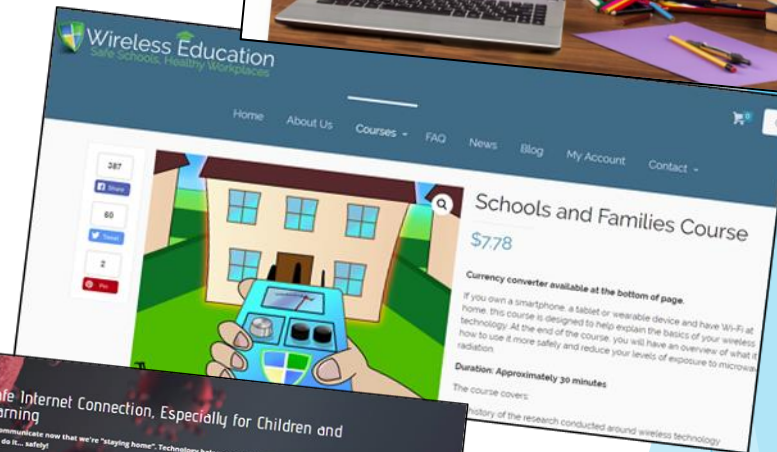 Wireless Education
Safe Schools, Healthy Workplaces
0
Home About Us Courses FAQ News Blog My Account Contact
387
Share
60
Tweet
2
Pin
Schools and Families Course
$7.78
Currency converter available at the bottom of page.
If you own a smartphone, a tablet or wearable device and have Wi-Fi at
home, this course is designed to help explain the basics of your wireless
technology. At the end of the course, you will have an overview of what it
how to use it more safely and reduce your levels of exposure to microwav
radiation.
Duration: Approximately 30 minutes
The course covers:
history of the research conducted around wireless technology
fe Internet Connection, Especially for Children and
arning
ommunicate now that we're "staying home". Technology
do it... safely!